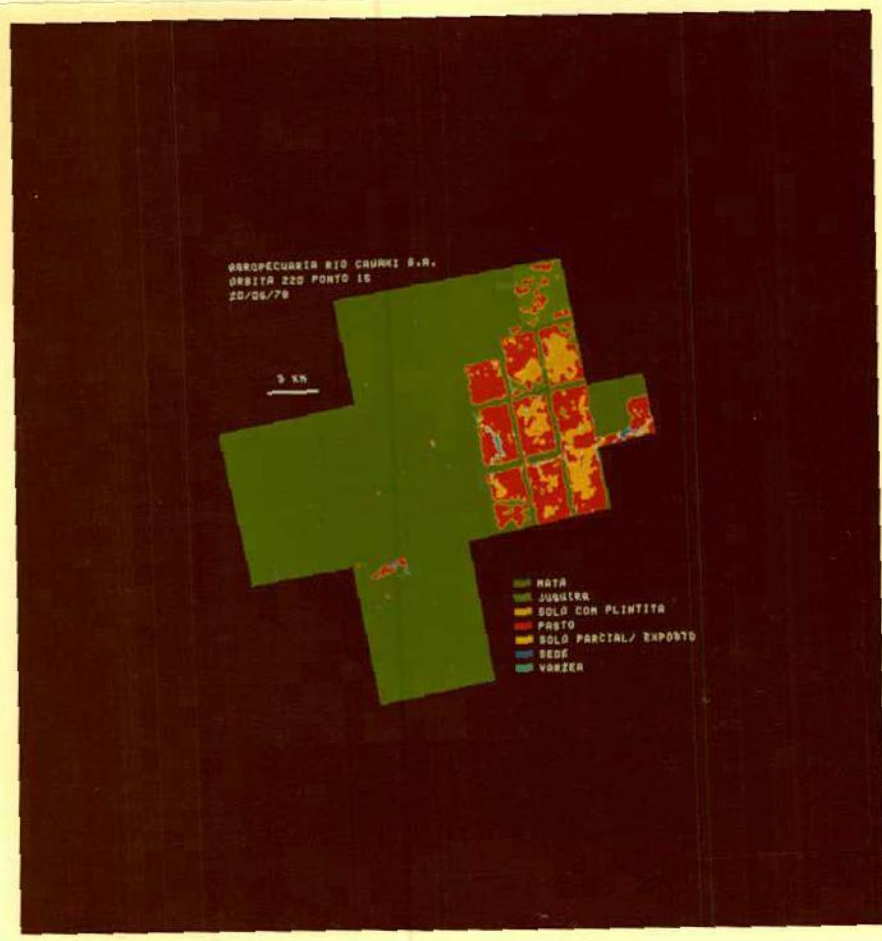 AGROPECUARIA RIO CAWAKI S.A.
ORBITA 220 PONTO 15
20/06/78
5 KM
MATA
JUQUIRA
SOLO COM PLINTITA
PASTO
SOLO PARCIAL/ EXPOSTO
SEDE
VARZEA